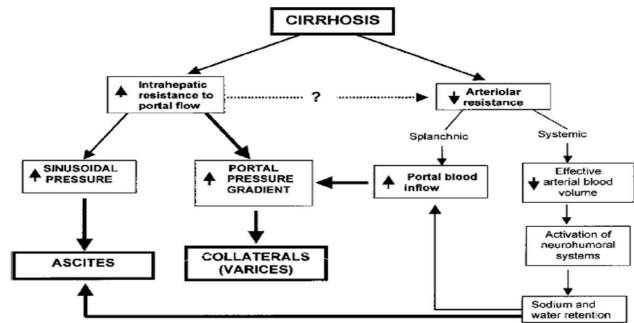 CIRRHOSIS
Intrahepatic
resistance to
portal flow
?
Arteriolar
resistance
Splanchnic
Systemic
SINUSOIDAL
PRESSURE
PORTAL
PRESSURE
GRADIENT
Portal blood
inflow
Effective
arterial blood
volume
ASCITES
COLLATERALS
(VARICES)
Activation of
neurohumoral
systems
Sodium and
water retention